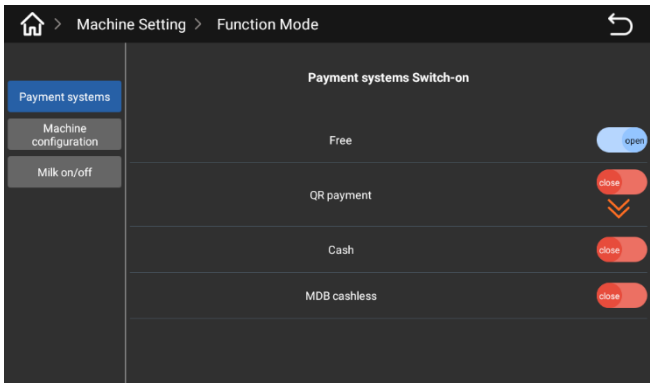 > Machine Setting > Function Mode
Payment systems
Machine
configuration
Milk on/off
Payment systems Switch-on
Free
open
QR payment
close
Cash
close
MDB cashless
close